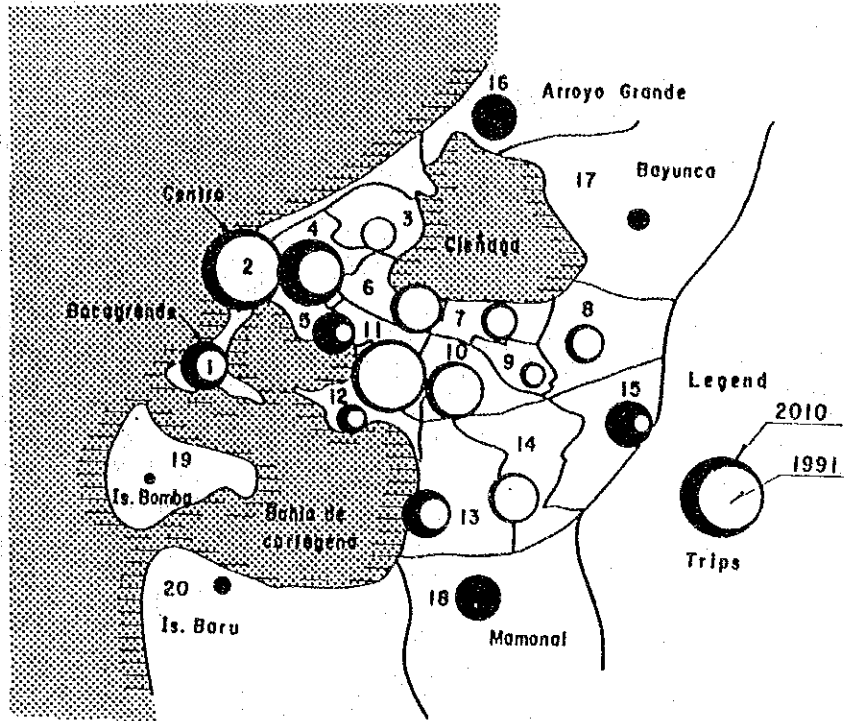 16
Arroyo Grande
17
Bayunca
Centro
3
4
Cienaga
2
6
Bocagrande
5
11
7
8
1
10
9
Legend
12
15
2010
14
1991
19
Is. Bomba
Bahia de
cartagena
13
Trips
20
18
Is. Baru
Mamonal